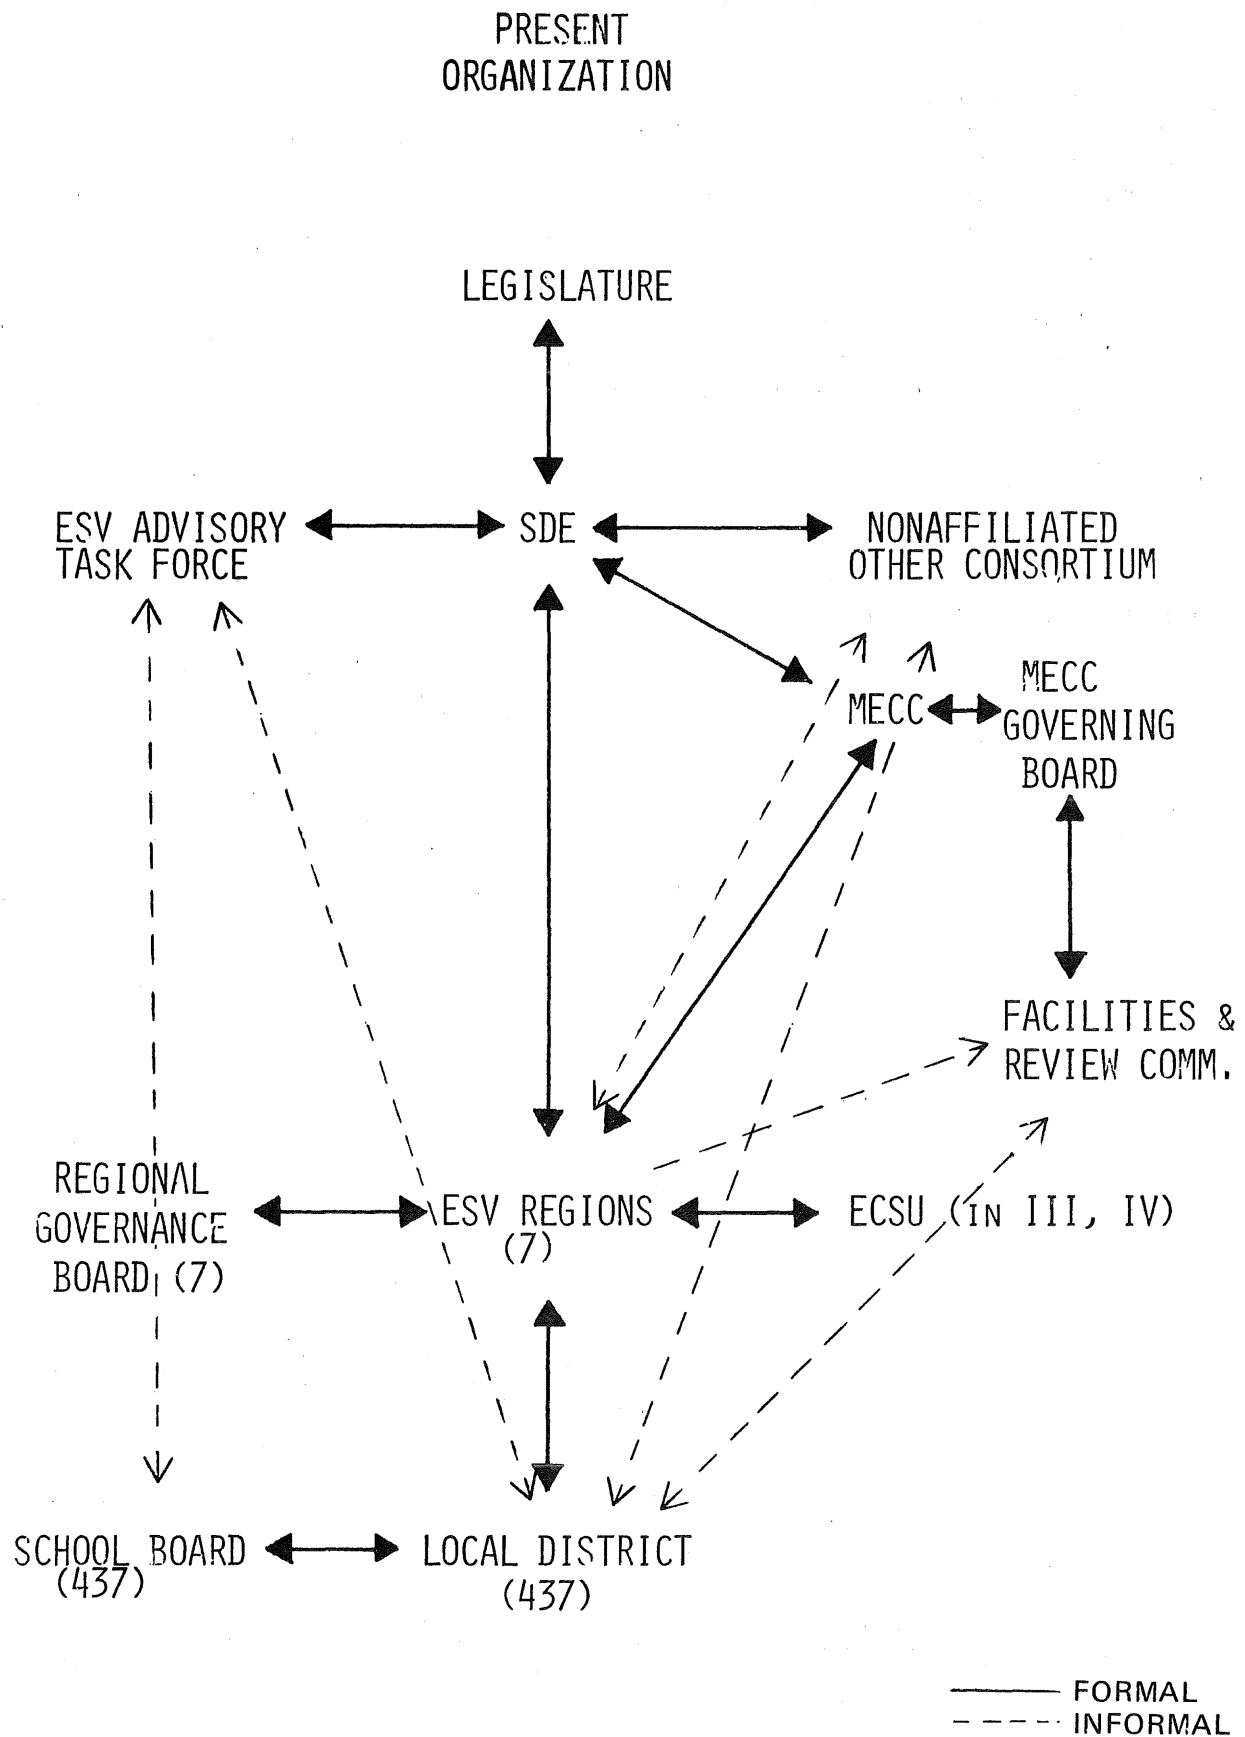 PRESENT
ORGANIZATION
LEGISLATURE
ESV ADVISORY
TASK FORCE
SDE
NONAFFILIATED
OTHER CONSORTIUM
MECC
MECC
GOVERNING
BOARD
FACILITIES &
REVIEW COMM.
REGIONAL
GOVERNANCE
BOARD (7)
ESV REGIONS
(7)
ECSU (IN III, IV)
SCHOOL BOARD
(437)
LOCAL DISTRICT
(437)
FORMAL
INFORMAL